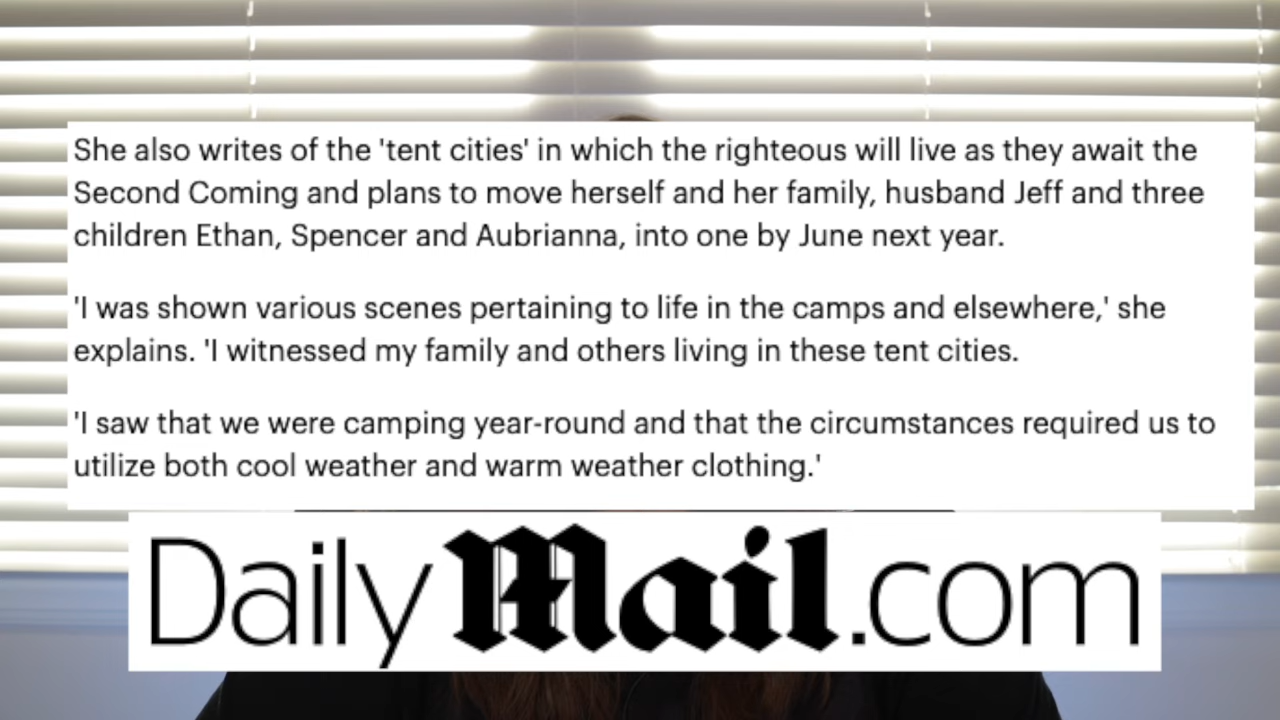 She also writes of the 'tent cities' in which the righteous will live as they await the
Second Coming and plans to move herself and her family, husband Jeff and three
children Ethan, Spencer and Aubrianna, into one by June next year.
'I was shown various scenes pertaining to life in the camps and elsewhere,' she
explains. 'I witnessed my family and others living in these tent cities.
'I saw that we were camping year-round and that the circumstances required us to
utilize both cool weather and warm weather clothing.'
Daily Mail.com